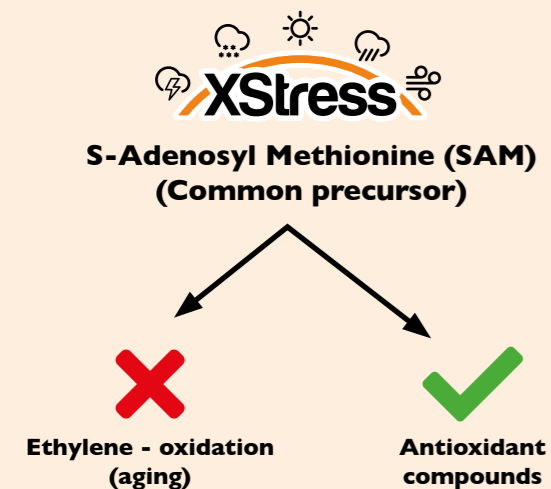 XStress
S-Adenosyl Methionine (SAM)
(Common precursor)
Ethylene - oxidation
(aging)
Antioxidant
compounds